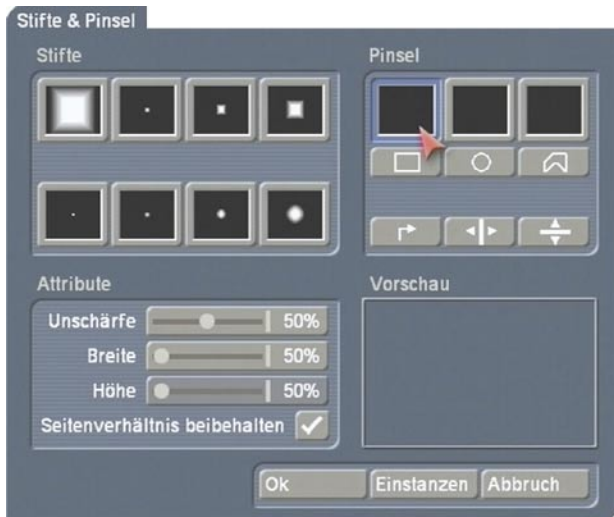 Stifte & Pinsel
Stifte
Pinsel
Attribute
Unschärfe 50%
Breite 50%
Höhe 50%
Seitenverhältnis beibehalten
Vorschau
Ok Einstanzen Abbruch